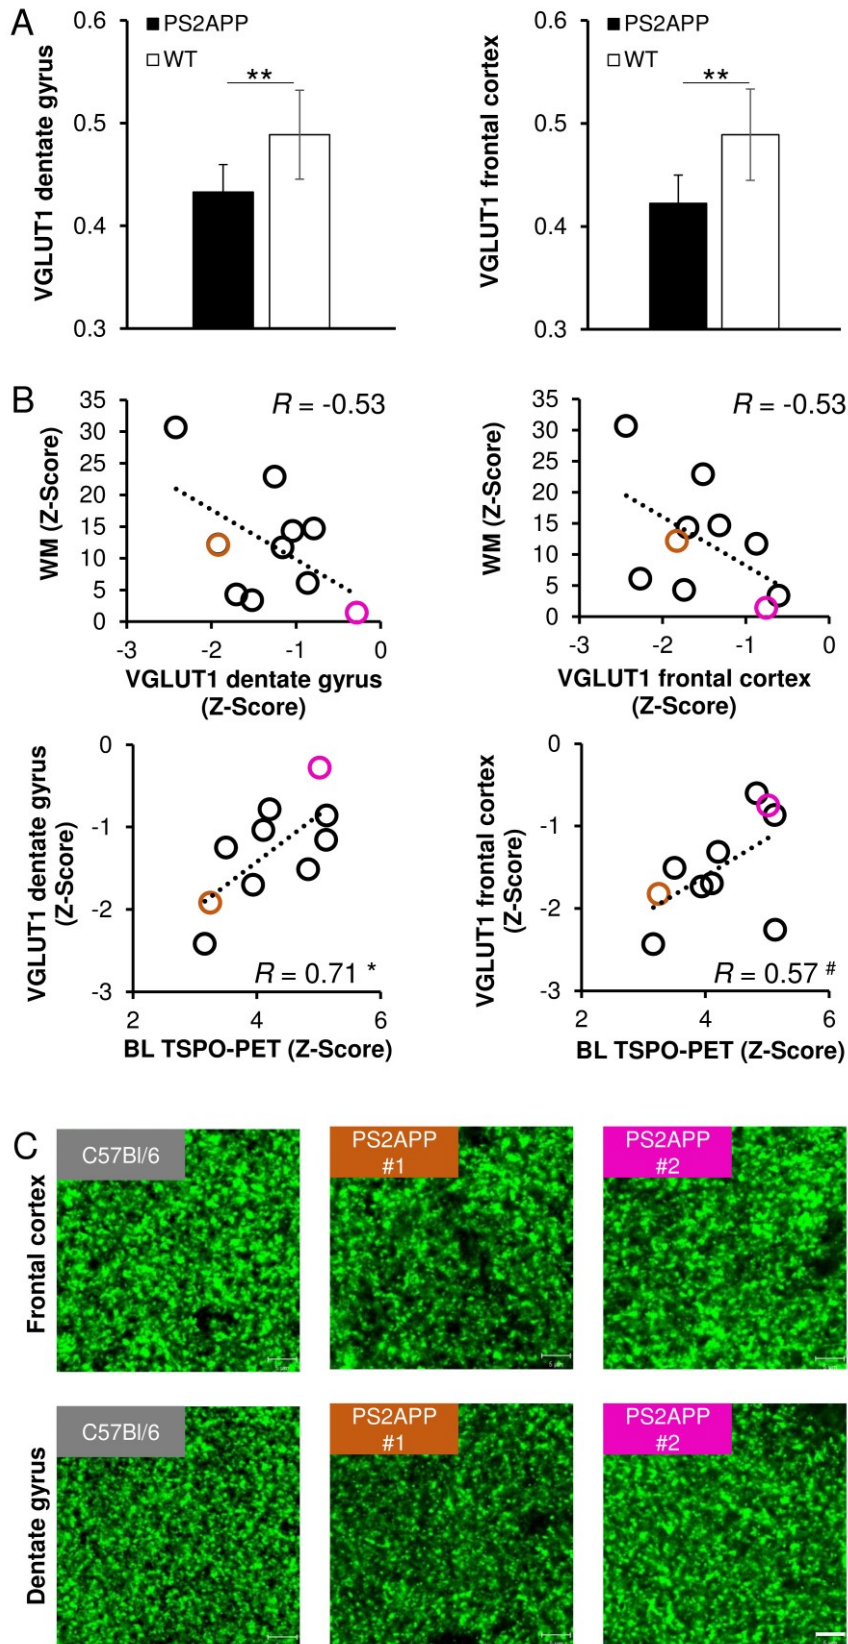 A
0.6
0.5
0.4
0.3
VGLUT1 dentate gyrus
PS2APP
WT
**
0.6
0.5
0.4
0.3
VGLUT1 frontal cortex
PS2APP
WT
**
B
35
30
25
20
15
10
5
0
WM (Z-Score)
R = -0.53
-3
-2
-1
0
VGLUT1 dentate gyrus
(Z-Score)
35
30
25
20
15
10
5
0
WM (Z-Score)
R = -0.53
-3
-2
-1
0
VGLUT1 frontal cortex
(Z-Score)
0
-1
-2
-3
VGLUT1 dentate gyrus
(Z-Score)
R = 0.71 *
2
4
6
BL TSPO-PET (Z-Score)
0
-1
-2
-3
VGLUT1 frontal cortex
(Z-Score)
R = 0.57 #
2
4
6
BL TSPO-PET (Z-Score)
C
Frontal cortex
C57Bl/6
PS2APP
#1
5 µm
PS2APP
#2
Dentate gyrus
C57Bl/6
PS2APP
#1
PS2APP
#2